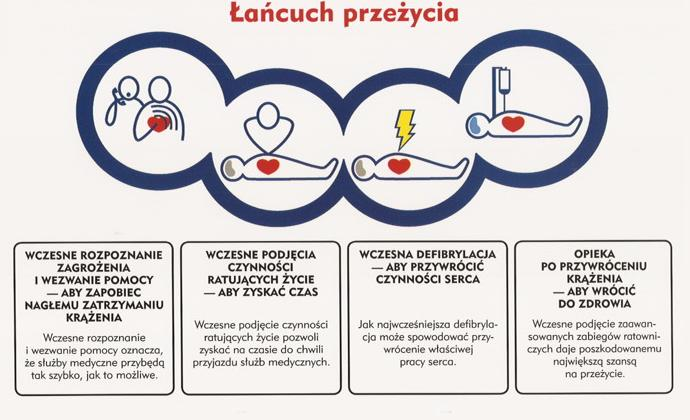 Łańcuch przeżycia
WCZESNE ROZPOZNANIE
ZAGROŻENIA
I WEZWANIE POMOCY
— ABY ZAPOBIEC
NAGŁEMU ZATRZYMANIU
KRĄŻENIA
Wczesne rozpoznanie
i wezwanie pomocy oznacza,
że służby medyczne przybędą
tak szybko, jak to możliwe.
WCZESNE PODJĘCIA
CZYNNOŚCI
RATUJĄCYCH ŻYCIE
— ABY ZYSKAĆ CZAS
Wczesne podjęcie czynności
ratujących życie pozwoli
zyskać na czasie do chwili
przyjazdu służb medycznych.
WCZESNA DEFIBRYLACJA
— ABY PRZYWRÓCIĆ
CZYNNOŚCI SERCA
Jak najwcześniejsza defibryla-
cja może spowodować przy-
wrócenie właściwej
pracy serca.
OPIEKA
PO PRZYWRÓCENIU
KRĄŻENIA
— ABY WRÓCIĆ
DO ZDROWIA
Wczesne podjęcie zaawan-
sowanych zabiegów ratowni-
czych daje poszkodowanemu
największą szansą
na przeżycie.